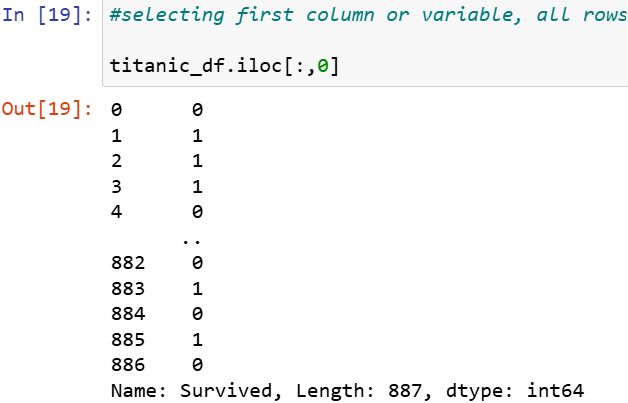 In [19]: #selecting first column or variable, all rows
titanic_df.iloc[:,0]
Out[19]: 0 0
1 1
2 1
3 1
4 0
..
882 0
883 1
884 0
885 1
886 0
Name: Survived, Length: 887, dtype: int64